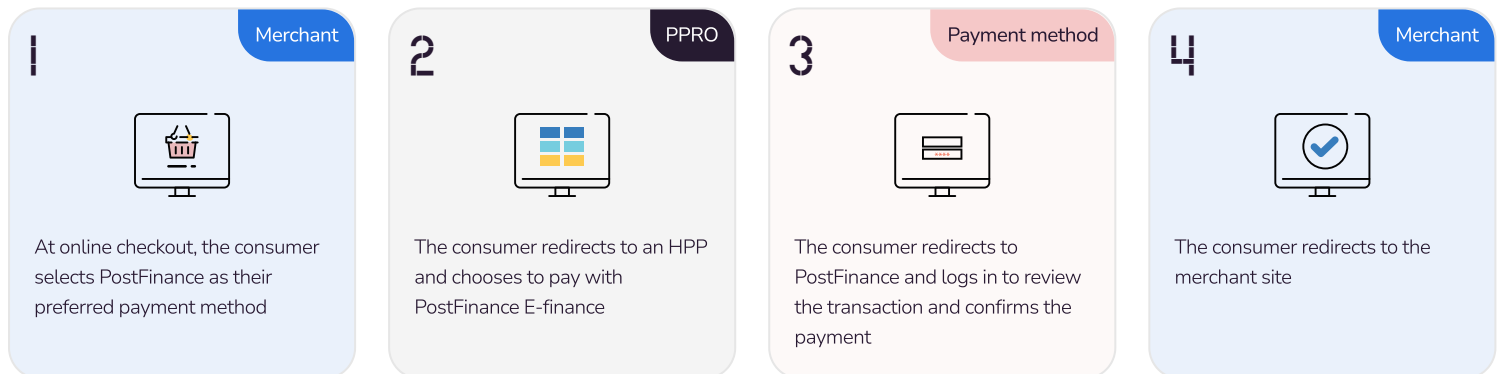 1
Merchant
At online checkout, the consumer
selects PostFinance as their
preferred payment method
2
PPRO
The consumer redirects to an HPP
and chooses to pay with
PostFinance E-finance
3
Payment method
****
The consumer redirects to
PostFinance and logs in to review
the transaction and confirms the
payment
4
Merchant
The consumer redirects to the
merchant site